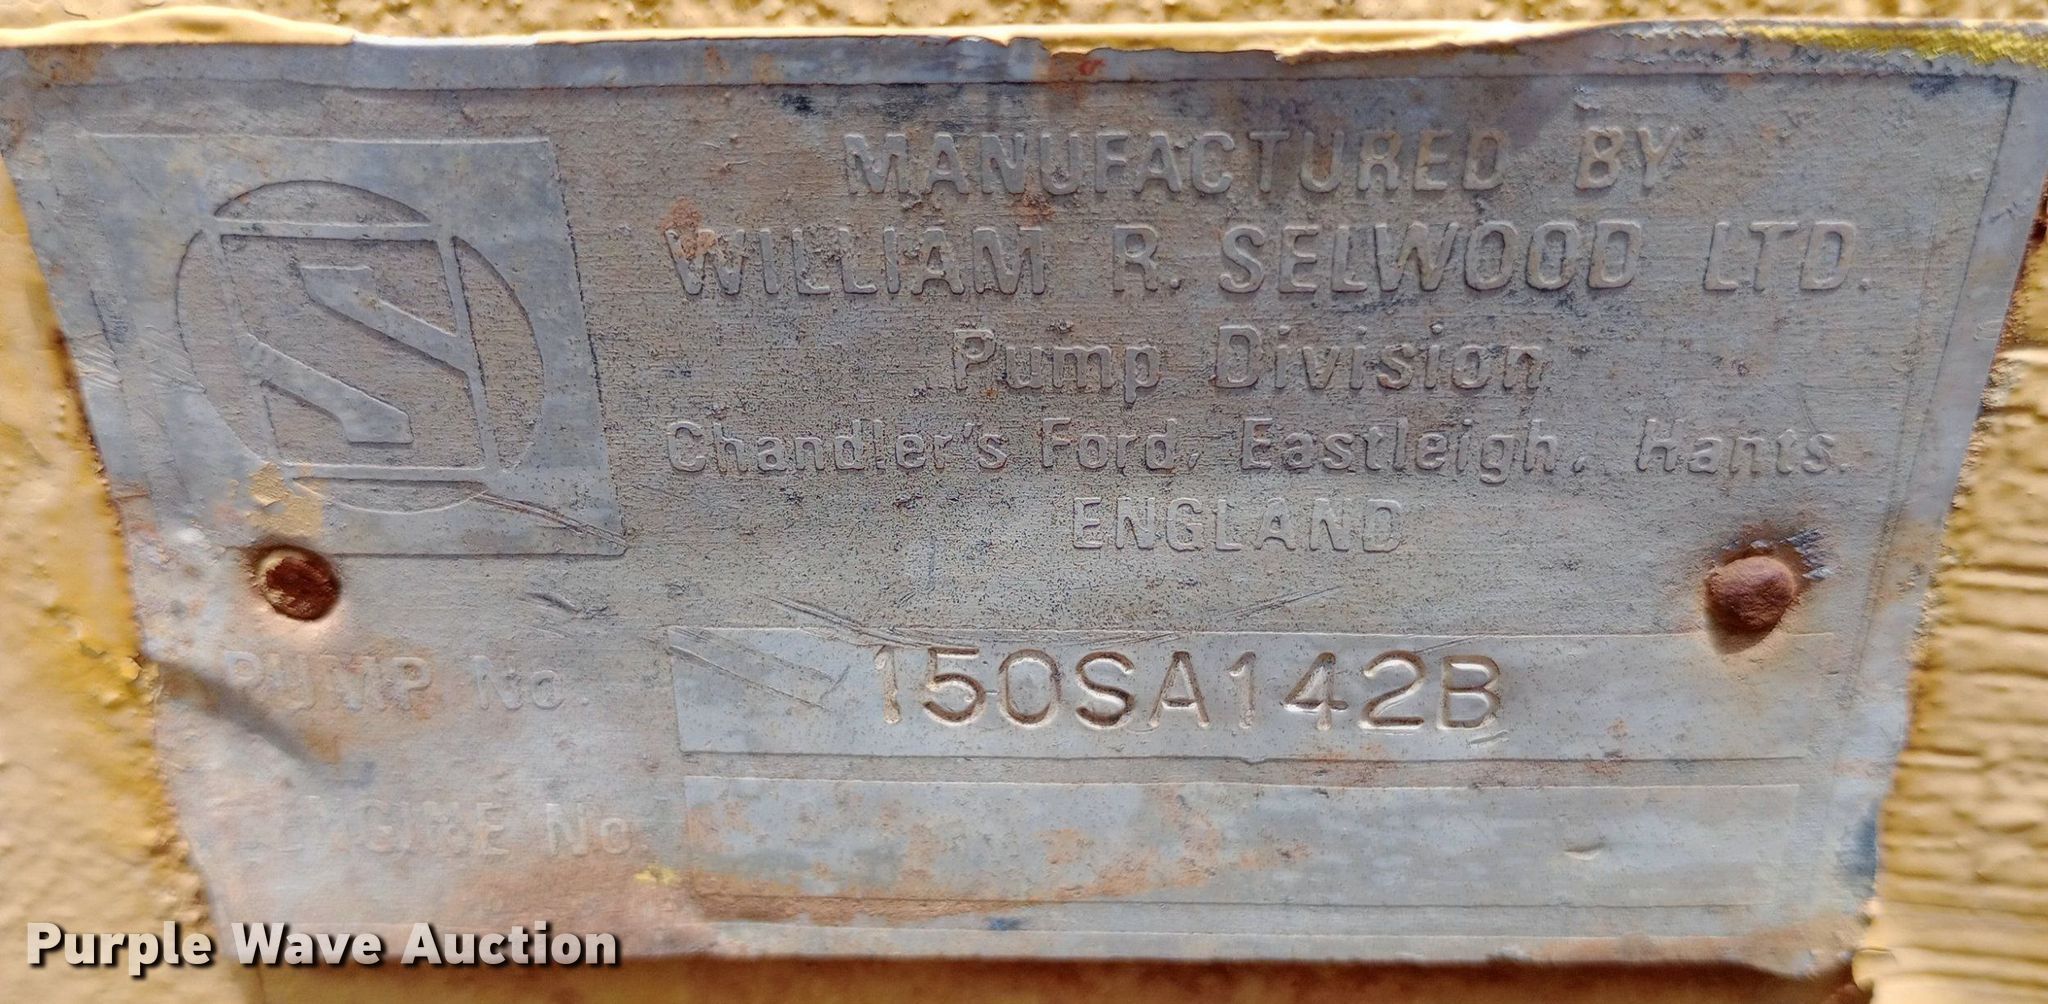 MANUFACTURED BY
WILLIAM R. SELWOOD LTD.
Pump Division
Chandler's Ford, Eastleigh, Hants.
ENGLAND
PUMP No. 150SA142B
ENGINE No
Purple Wave Auction